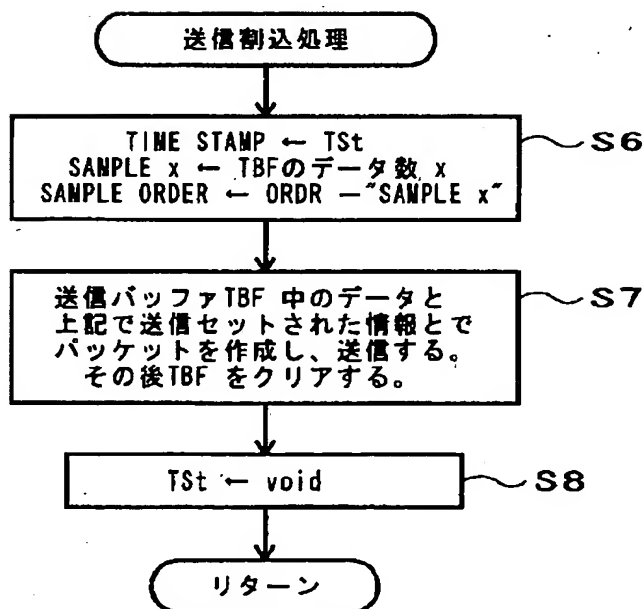 送信割込処理
TIME STAMP ← TSt
SAMPLE x ← TBFのデータ数 x
SAMPLE ORDER ← ORDR －"SAMPLE x"
S6
送信バッファTBF 中のデータと
上記で送信セットされた情報とで
パッケットを作成し、送信する。
その後TBF をクリアする。
S7
TSt ← void
S8
リターン